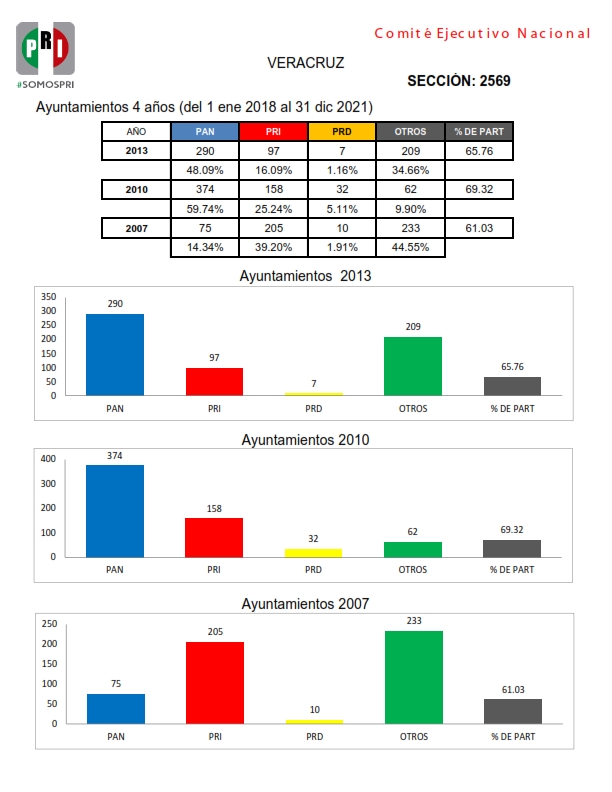 Comité Ejecutivo Nacional
PRI
#SOMOSPRI
VERACRUZ
SECCIÓN: 2569
Ayuntamientos 4 años (del 1 ene 2018 al 31 dic 2021)
AÑO PAN PRI PRD OTROS % DE PART
2013 290 97 7 209 65.76
48.09% 16.09% 1.16% 34.66%
2010 374 158 32 62 69.32
59.74% 25.24% 5.11% 9.90%
2007 75 205 10 233 61.03
14.34% 39.20% 1.91% 44.55%
Ayuntamientos 2013
350
300
250
200
150
100
50
0
290
97
7
209
65.76
PAN PRI PRD OTROS % DE PART
Ayuntamientos 2010
400
300
200
100
0
374
158
32
62
69.32
PAN PRI PRD OTROS % DE PART
Ayuntamientos 2007
250
200
150
100
50
0
75
205
10
233
61.03
PAN PRI PRD OTROS % DE PART